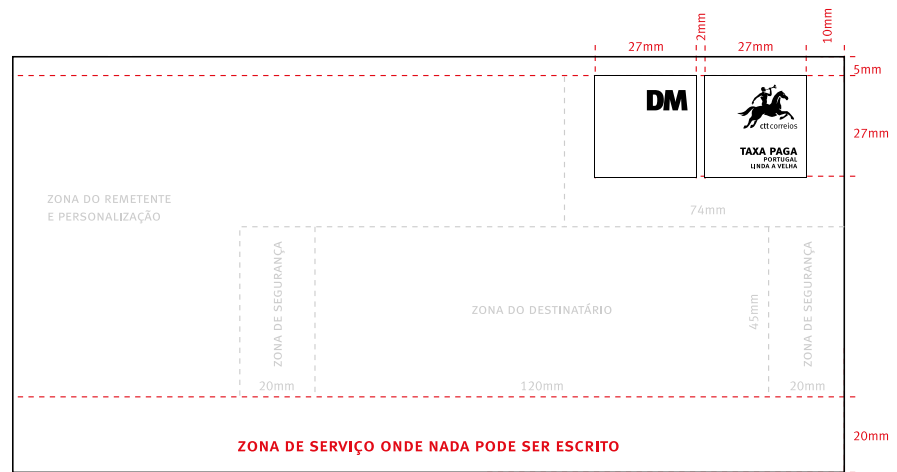 27mm
2mm
27mm
10mm
5mm
DM
ctt correios
27mm
TAXA PAGA
PORTUGAL
LINDA A VELHA
ZONA DO REMETENTE
E PERSONALIZAÇÃO
74mm
ZONA DE SEGURANÇA
ZONA DO DESTINATÁRIO
45mm
ZONA DE SEGURANÇA
20mm
120mm
20mm
20mm
ZONA DE SERVIÇO ONDE NADA PODE SER ESCRITO